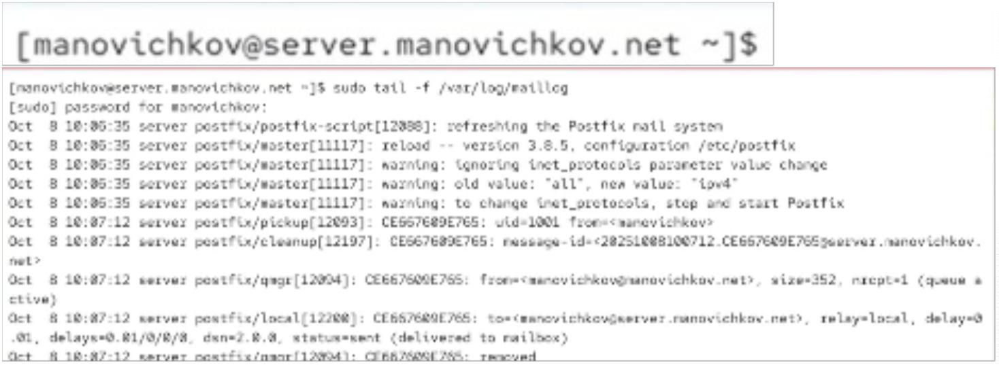 [manovichkov@server.manovichkov.net ~]$
[manovichkov@server.manovichkov.net ~]$ sudo tail -f /var/log/maillog
[sudo] password for manovichkov:
Oct  8 10:06:35 server postfix/postfix-script[12088]: refreshing the Postfix mail system
Oct  8 10:06:35 server postfix/master[11117]: reload -- version 3.8.5, configuration /etc/postfix
Oct  8 10:06:35 server postfix/master[11117]: warning: ignoring inet_protocols parameter value change
Oct  8 10:06:35 server postfix/master[11117]: warning: old value: "all", new value: "ipv4"
Oct  8 10:06:35 server postfix/master[11117]: warning: to change inet_protocols, stop and start Postfix
Oct  8 10:07:12 server postfix/pickup[12093]: CE667609E765: uid=1001 from=<manovichkov>
Oct  8 10:07:12 server postfix/cleanup[12197]: CE667609E765: message-id=<20251008100712.CE667609E765@server.manovichkov.
net>
Oct  8 10:07:12 server postfix/qmgr[12094]: CE667609E765: from=<manovichkov@manovichkov.net>, size=352, nrcpt=1 (queue a
ctive)
Oct  8 10:07:12 server postfix/local[12200]: CE667609E765: to=<manovichkov@server.manovichkov.net>, relay=local, delay=0
.01, delays=0.01/0/0/0, dsn=2.0.0, status=sent (delivered to mailbox)
Oct  8 10:07:12 server postfix/qmgr[12094]: CE667609E765: removed